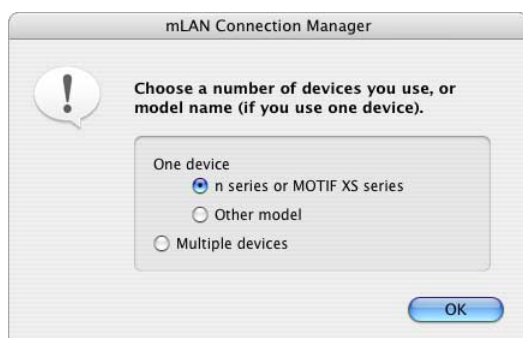 mLAN Connection Manager
Choose a number of devices you use, or
model name (if you use one device).
One device
n series or MOTIF XS series
Other model
Multiple devices
OK